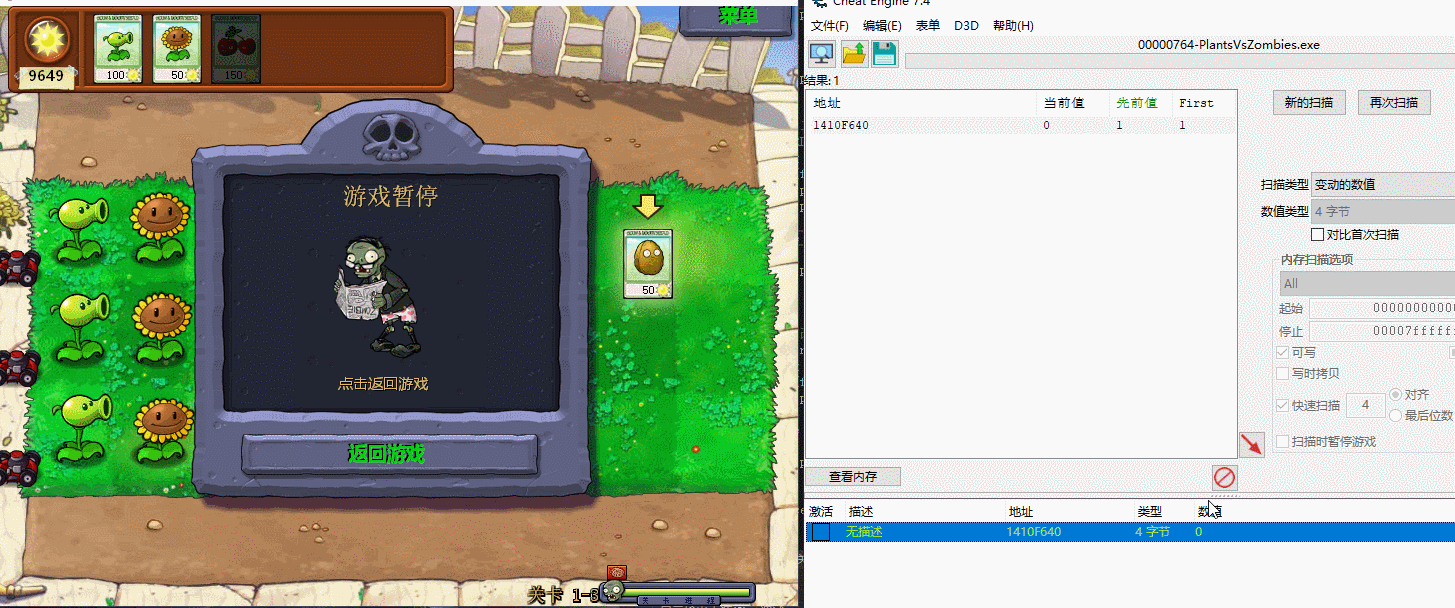 菜单
9649
100
50
150
游戏暂停
点击返回游戏
返回游戏
50
关卡 1-3
关 卡 进 程
Cheat Engine 7.4
文件(F) 编辑(E) 表单 D3D 帮助(H)
00000764-PlantsVsZombies.exe
结果: 1
地址 当前值 先前值 First
1410F640 0 1 1
新的扫描 再次扫描
扫描类型 变动的数值
数值类型 4 字节
对比首次扫描
内存扫描选项
All
起始 00000000000
停止 00007fffff
可写
写时拷贝
快速扫描 4 对齐
最后位数
扫描时暂停游戏
查看内存
激活 描述 地址 类型 数值
无描述 1410F640 4 字节 0